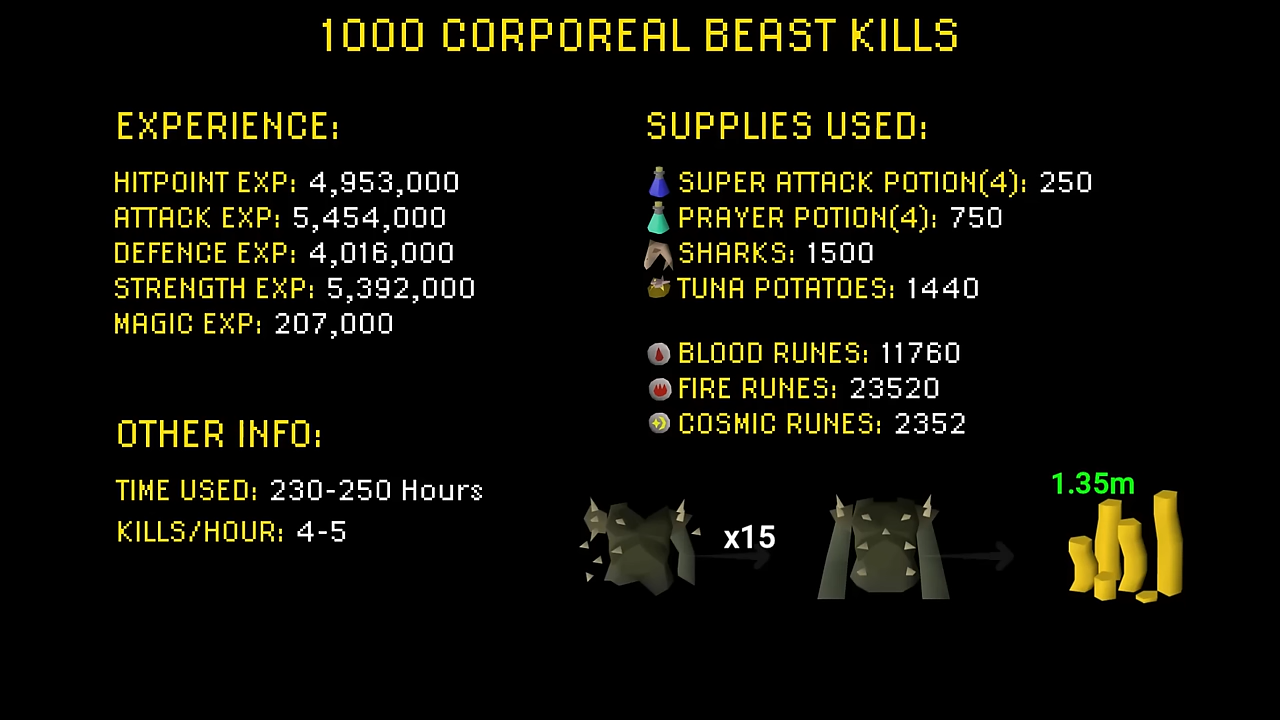 1000 CORPOREAL BEAST KILLS
EXPERIENCE:
HITPOINT EXP: 4,953,000
ATTACK EXP: 5,454,000
DEFENCE EXP: 4,016,000
STRENGTH EXP: 5,392,000
MAGIC EXP: 207,000
OTHER INFO:
TIME USED: 230-250 Hours
KILLS/HOUR: 4-5
SUPPLIES USED:
SUPER ATTACK POTION(4): 250
PRAYER POTION(4): 750
SHARKS: 1500
TUNA POTATOES: 1440
BLOOD RUNES: 11760
FIRE RUNES: 23520
COSMIC RUNES: 2352
x15
1.35m